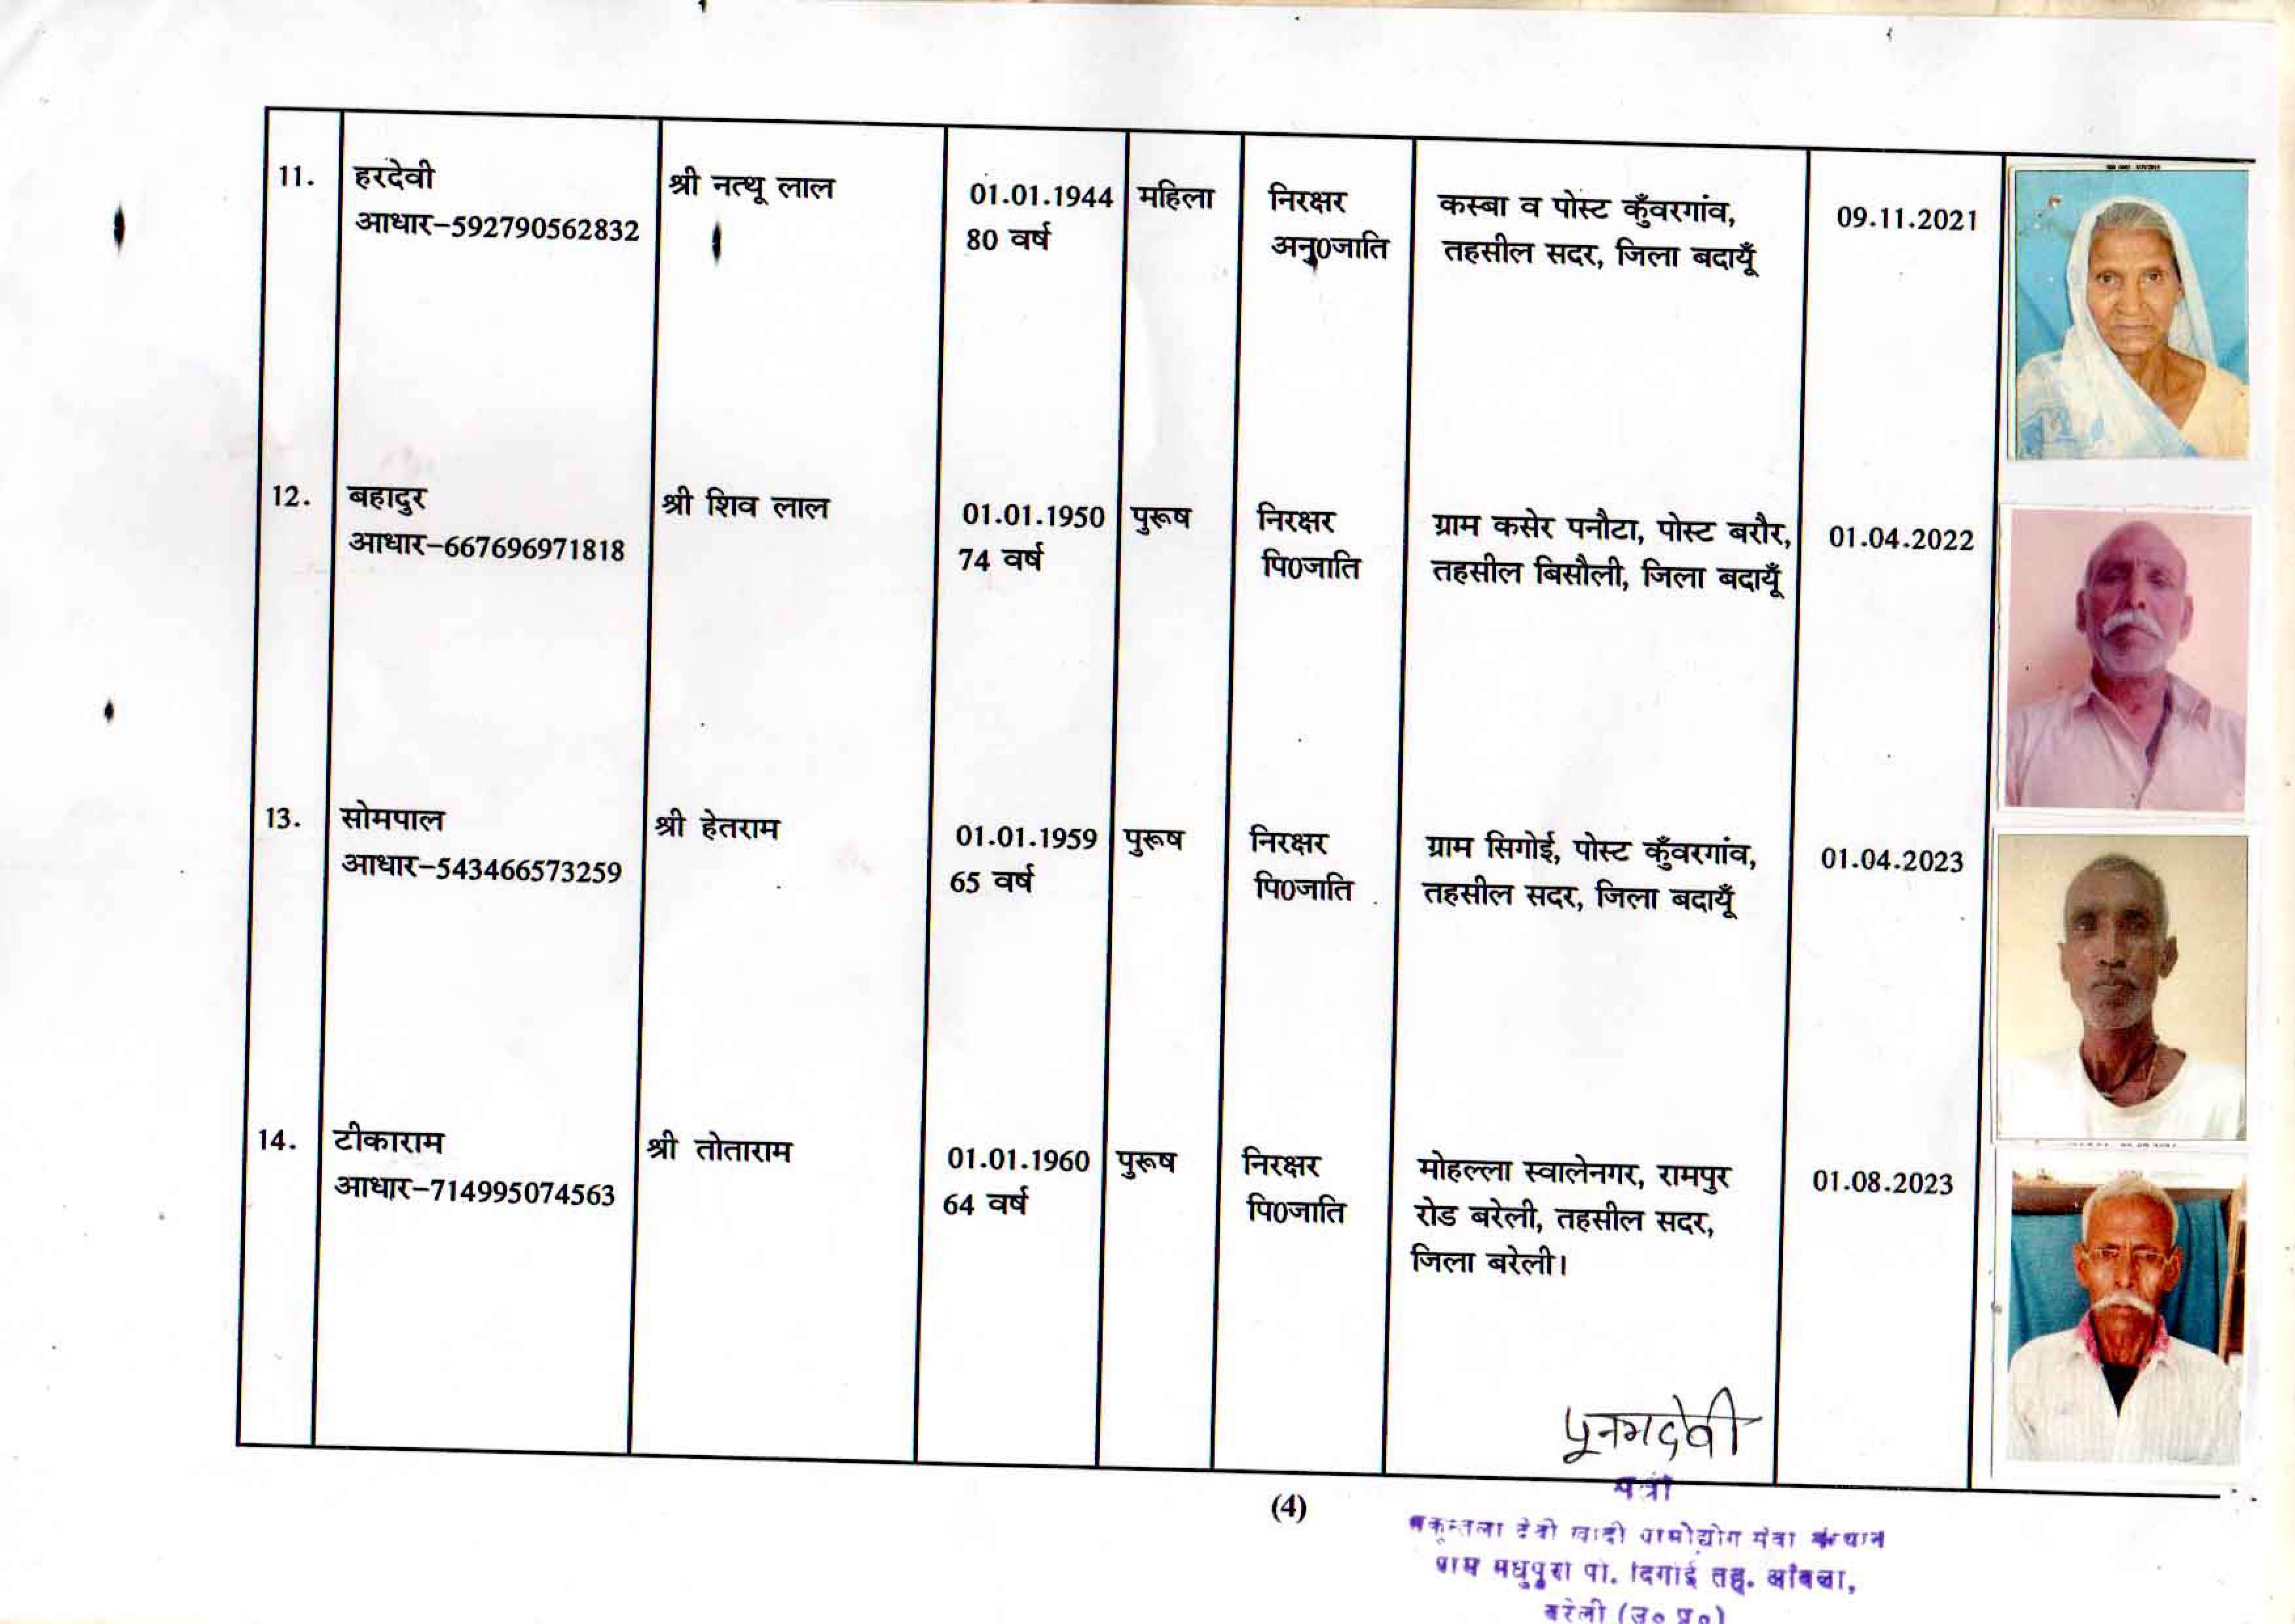 11.
हरदेवी
आधार–592790562832
श्री नत्थू लाल
01.01.1944
80 वर्ष
महिला
निरक्षर
अनु0जाति
कस्बा व पोस्ट कुँवरगांव,
तहसील सदर, जिला बदायूँ
09.11.2021
12.
बहादुर
आधार–667696971818
श्री शिव लाल
01.01.1950
74 वर्ष
पुरूष
निरक्षर
पि0जाति
ग्राम कसेर पनौटा, पोस्ट बरौर,
तहसील बिसौली, जिला बदायूँ
01.04.2022
13.
सोमपाल
आधार–543466573259
श्री हेतराम
01.01.1959
65 वर्ष
पुरूष
निरक्षर
पि0जाति
ग्राम सिगोई, पोस्ट कुँवरगांव,
तहसील सदर, जिला बदायूँ
01.04.2023
14.
टीकाराम
आधार–714995074563
श्री तोताराम
01.01.1960
64 वर्ष
पुरूष
निरक्षर
पि0जाति
मोहल्ला स्वालेनगर, रामपुर
रोड बरेली, तहसील सदर,
जिला बरेली।
01.08.2023
पूनमदेवी
मंत्री
(4)
देवी खादी ग्रामोद्योग सेवा संस्थान
ग्राम मधुपुरा पो. तह. आंवला,
बरेली (उ० प्र०)